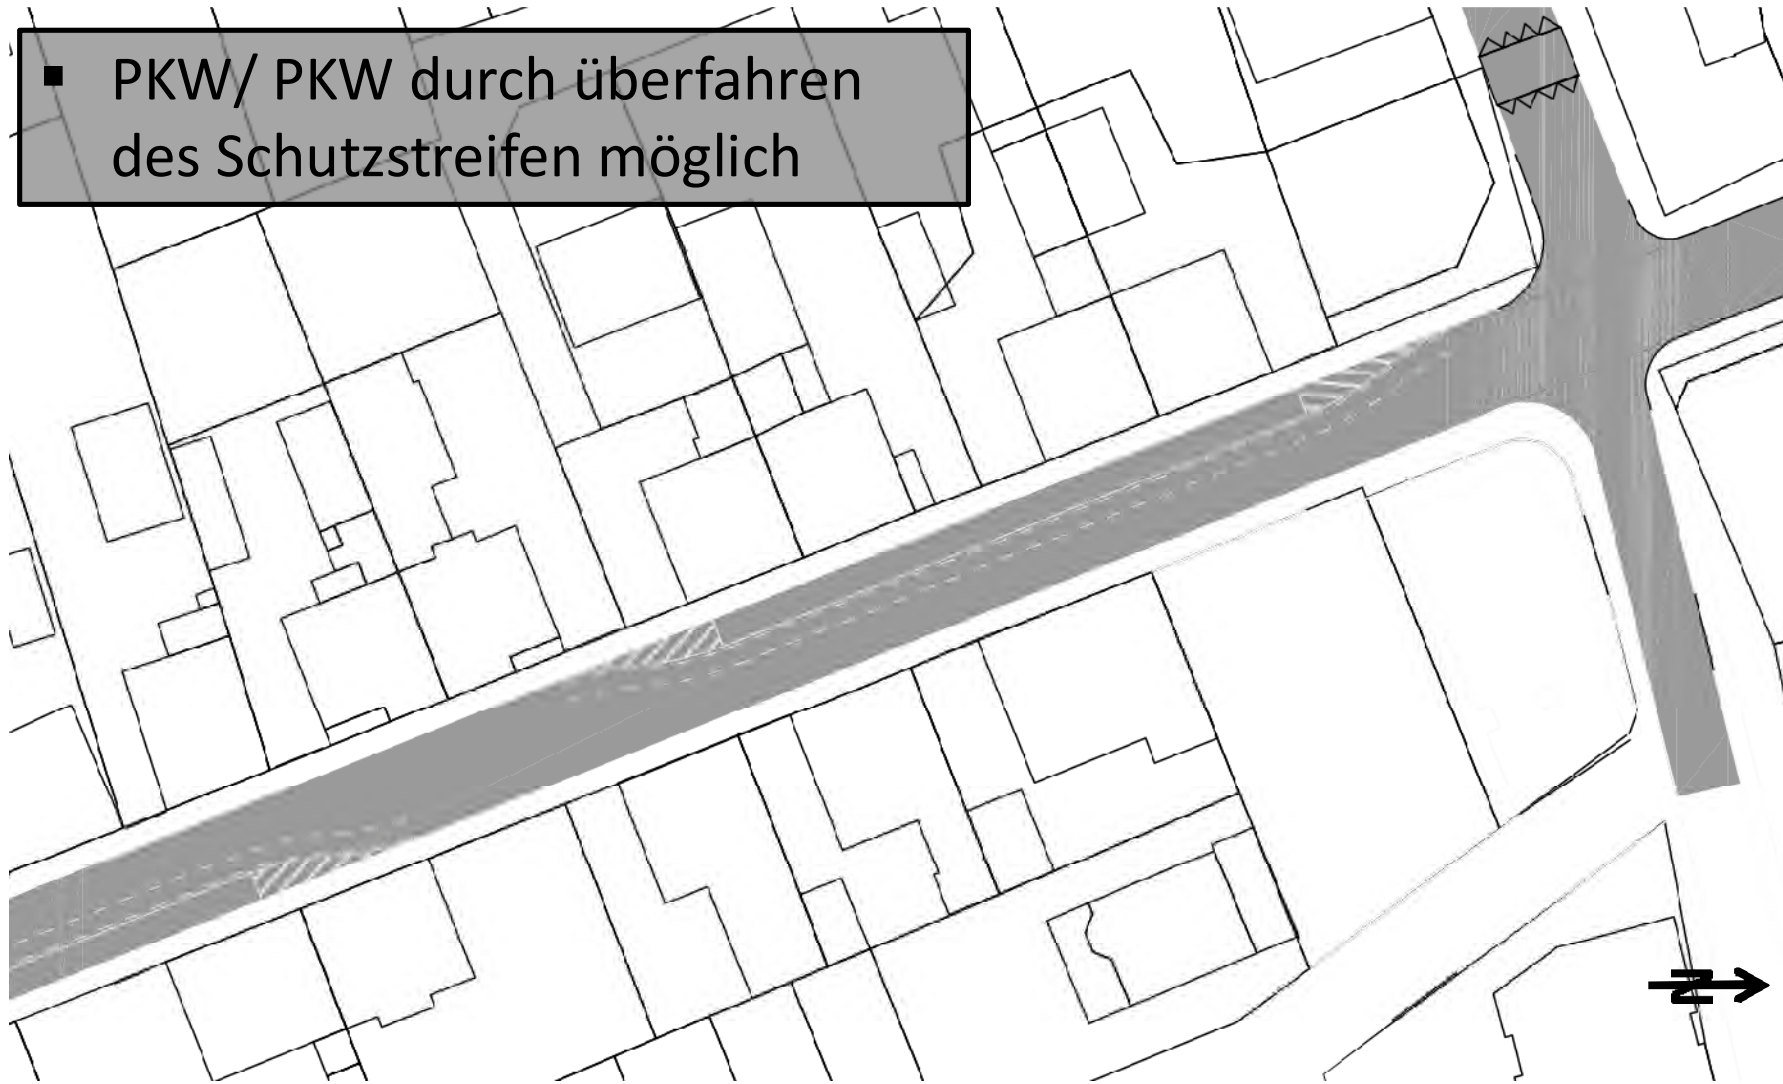 ▪ PKW/ PKW durch überfahren
des Schutzstreifen möglich
N